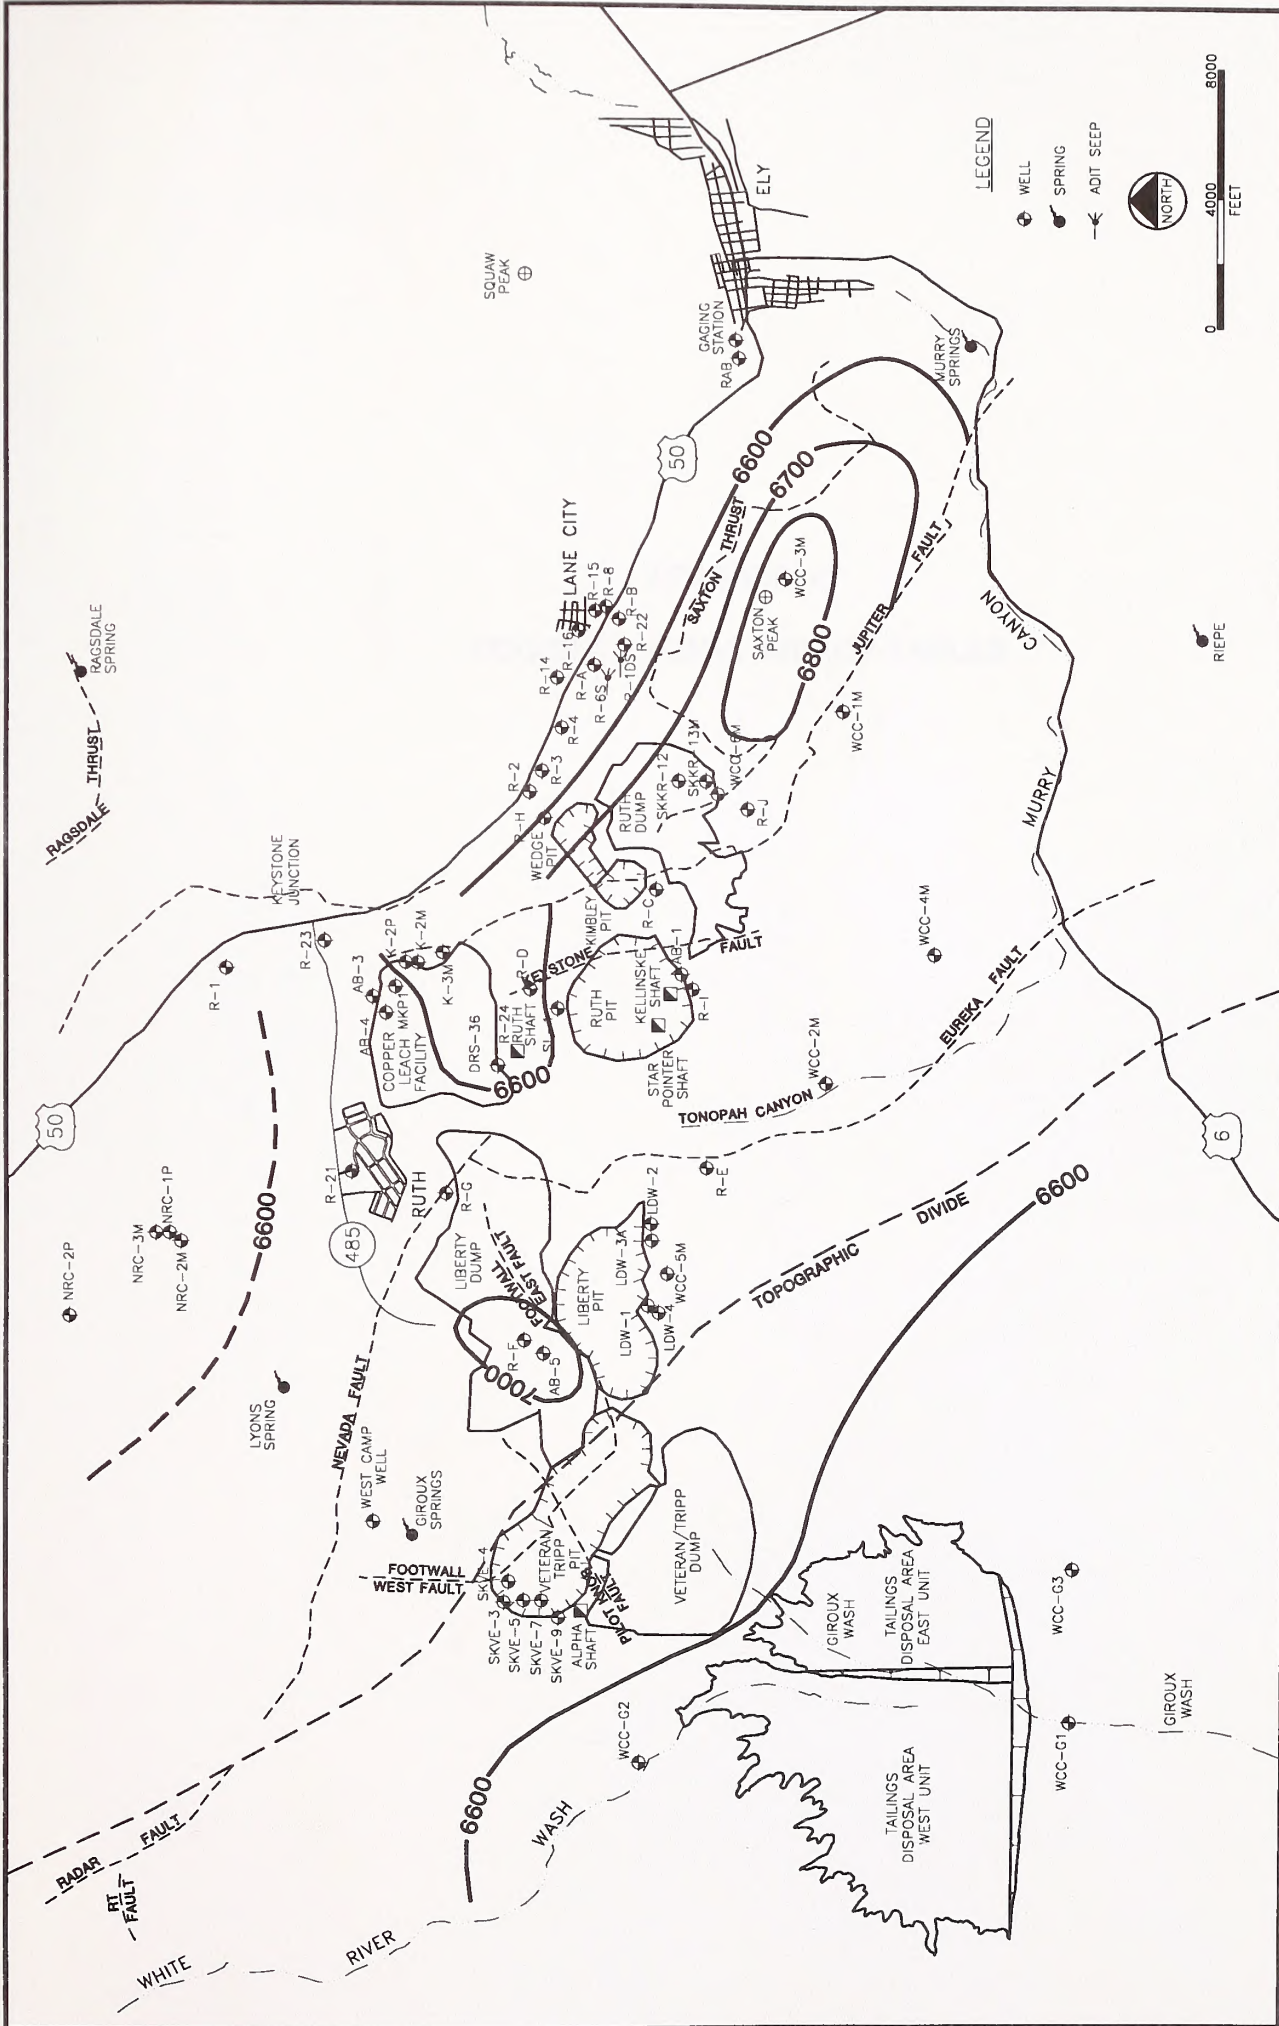 RAGSDALE
SPRING
RAGSDALE
THRUST
SQUAW
PEAK
ELY
LEGEND
WELL
SPRING
ADIT SEEP
NORTH
0
4000
8000
FEET
GAGING
STATION
RAB
MURRY
SPRINGS
50
6600
6700
6800
SAXTON
THRUST
SAXTON
PEAK
WCC-3M
JUPITER
FAULT
LANE CITY
R-15
R-8
R-B
R-22
R-1DS
R-16
R-A
R-6S
R-14
R-4
R-3
R-2
R-H
WEDGE
PIT
RUTH
DUMP
SKKR-12
SKKR-13M
WCC-6M
R-J
WCC-1M
MURRY
CANYON
RIEPE
KEYSTONE
JUNCTION
R-23
R-1
50
AB-3
K-2P
K-2M
K-3M
AB-4
COPPER
LEACH
FACILITY
MKP1
DRS-36
R-24
RUTH
SHAFT
R-D
6600
KEYSTONE
FAULT
KIMBLEY
PIT
R-C
AB-1
R-I
RUTH
PIT
KELLINSKE
SHAFT
STAR
POINTER
SHAFT
WCC-4M
WCC-2M
TONOPAH CANYON
EUREKA FAULT
TOPOGRAPHIC
DIVIDE
6
6600
NRC-2P
NRC-3M
NRC-1P
NRC-2M
6600
R-21
RUTH
485
R-G
LIBERTY
DUMP
FOOTWALL
EAST FAULT
R-F
AB-5
7000
LIBERTY
PIT
LDW-1
LDW-3A
LDW-2
LDW-4
WCC-5M
R-E
LYONS
SPRING
NEVADA FAULT
WEST CAMP
WELL
GIROUX
SPRINGS
FOOTWALL
WEST FAULT
SKVE-4
SKVE-3
SKVE-5
SKVE-7
SKVE-9
VETERAN
TRIPP
PIT
ALPHA
SHAFT
PILOT KNOB
FAULT
VETERAN/TRIPP
DUMP
RADAR
FAULT
RT
FAULT
WHITE
RIVER
WASH
6600
WCC-G2
GIROUX
WASH
TAILINGS
DISPOSAL AREA
EAST UNIT
TAILINGS
DISPOSAL AREA
WEST UNIT
WCC-G3
WCC-G1
GIROUX
WASH